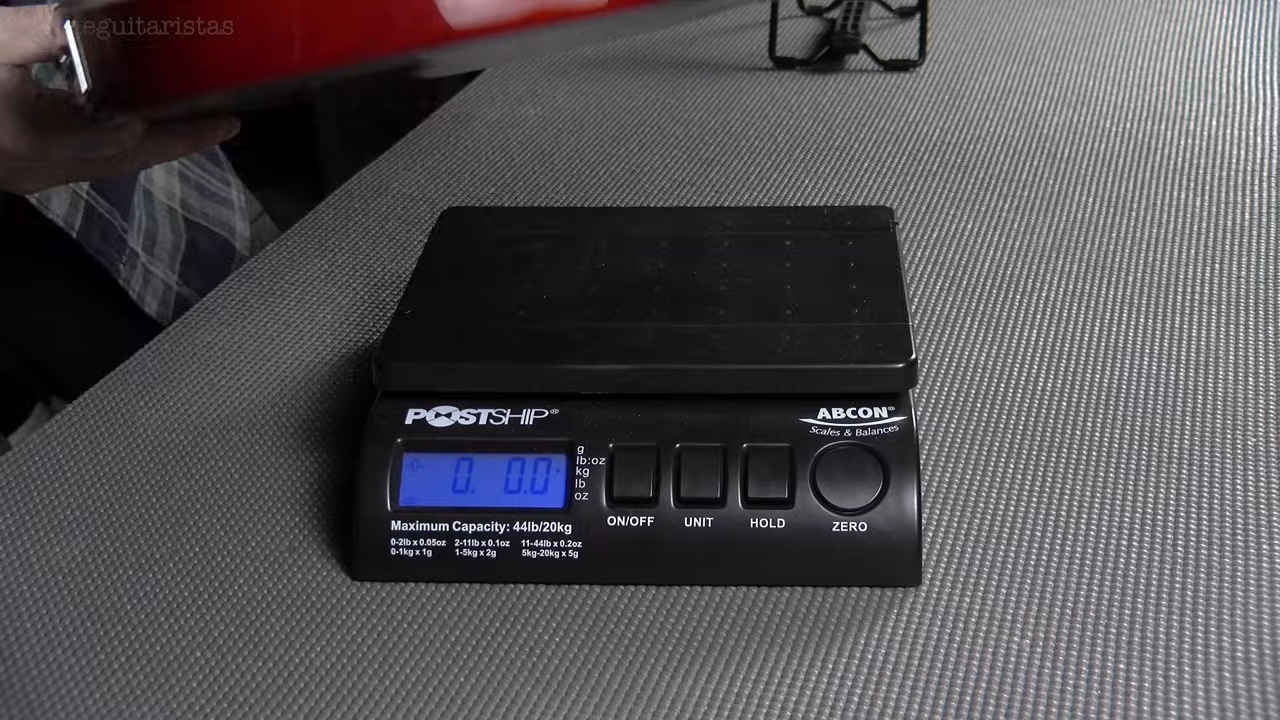 eguitaristas
POSTSHIP®
ABCON®
Scales & Balances
0. 0.0
g
lb:oz
kg
lb
oz
ON/OFF
UNIT
HOLD
ZERO
Maximum Capacity: 44lb/20kg
0-2lb x 0.05oz 2-11lb x 0.1oz 11-44lb x 0.2oz
0-1kg x 1g 1-5kg x 2g 5kg-20kg x 5g